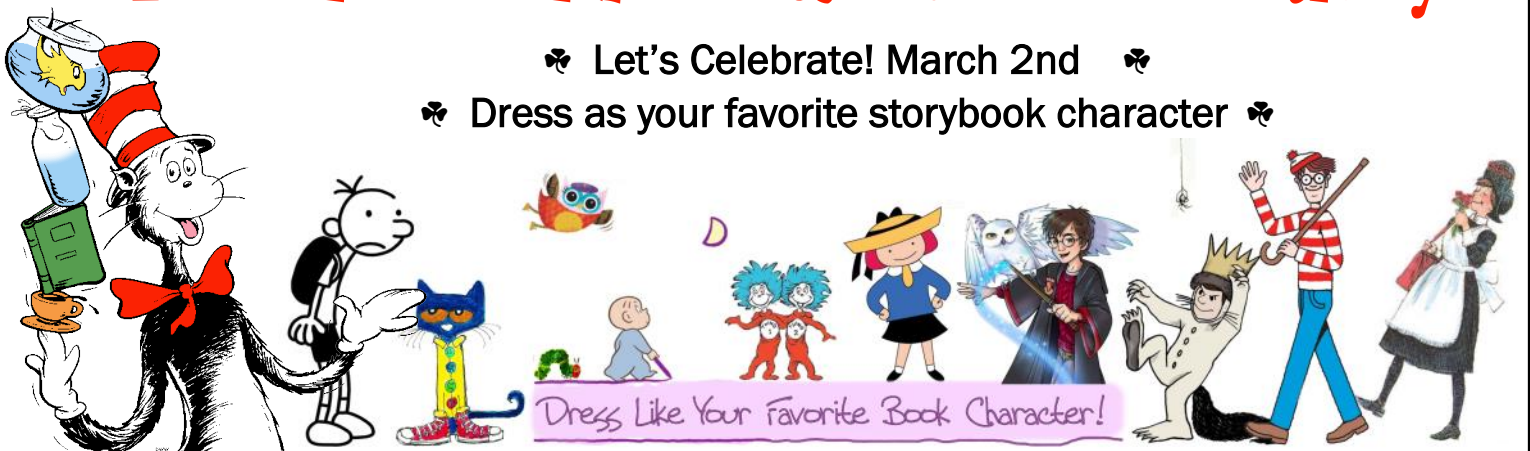 ☘ Let's Celebrate! March 2nd ☘
☘ Dress as your favorite storybook character ☘
Dress Like Your Favorite Book Character!